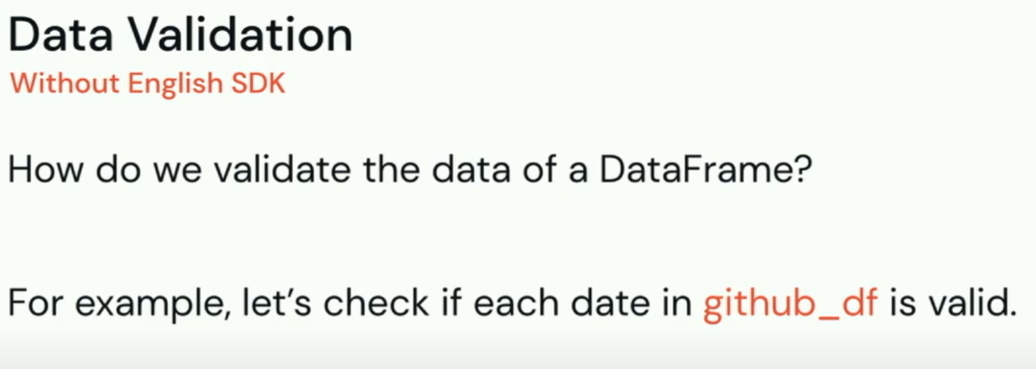 Data Validation
Without English SDK
How do we validate the data of a DataFrame?
For example, let’s check if each date in github_df is valid.